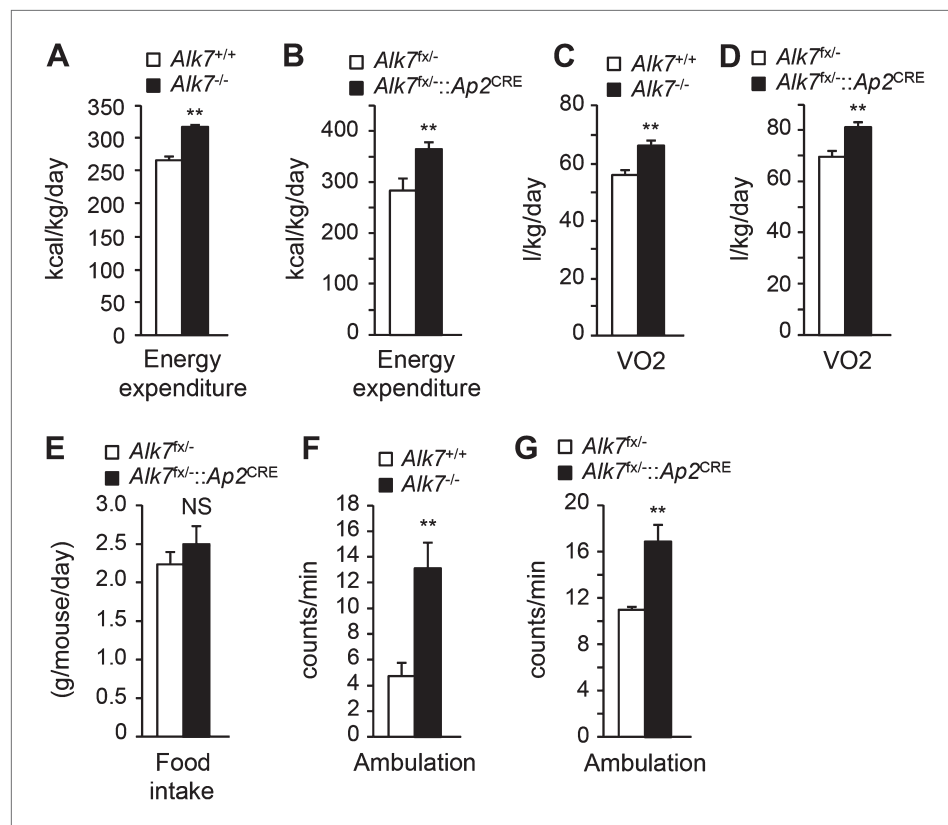 A
Alk7+/+
Alk7-/-
350
300
250
200
150
100
50
0
kcal/kg/day
**
Energy
expenditure
B
Alk7fx/-
Alk7fx/-::Ap2CRE
400
300
200
100
0
kcal/kg/day
**
Energy
expenditure
C
Alk7+/+
Alk7-/-
80
60
40
20
0
l/kg/day
**
VO2
D
Alk7fx/-
Alk7fx/-::Ap2CRE
80
60
40
20
0
l/kg/day
**
VO2
E
Alk7fx/-
Alk7fx/-::Ap2CRE
3.0
2.5
2.0
1.5
1.0
0.5
0
(g/mouse/day)
NS
Food
intake
F
Alk7+/+
Alk7-/-
18
16
14
12
10
8
6
4
2
0
counts/min
**
Ambulation
G
Alk7fx/-
Alk7fx/-::Ap2CRE
20
16
12
8
4
0
counts/min
**
Ambulation